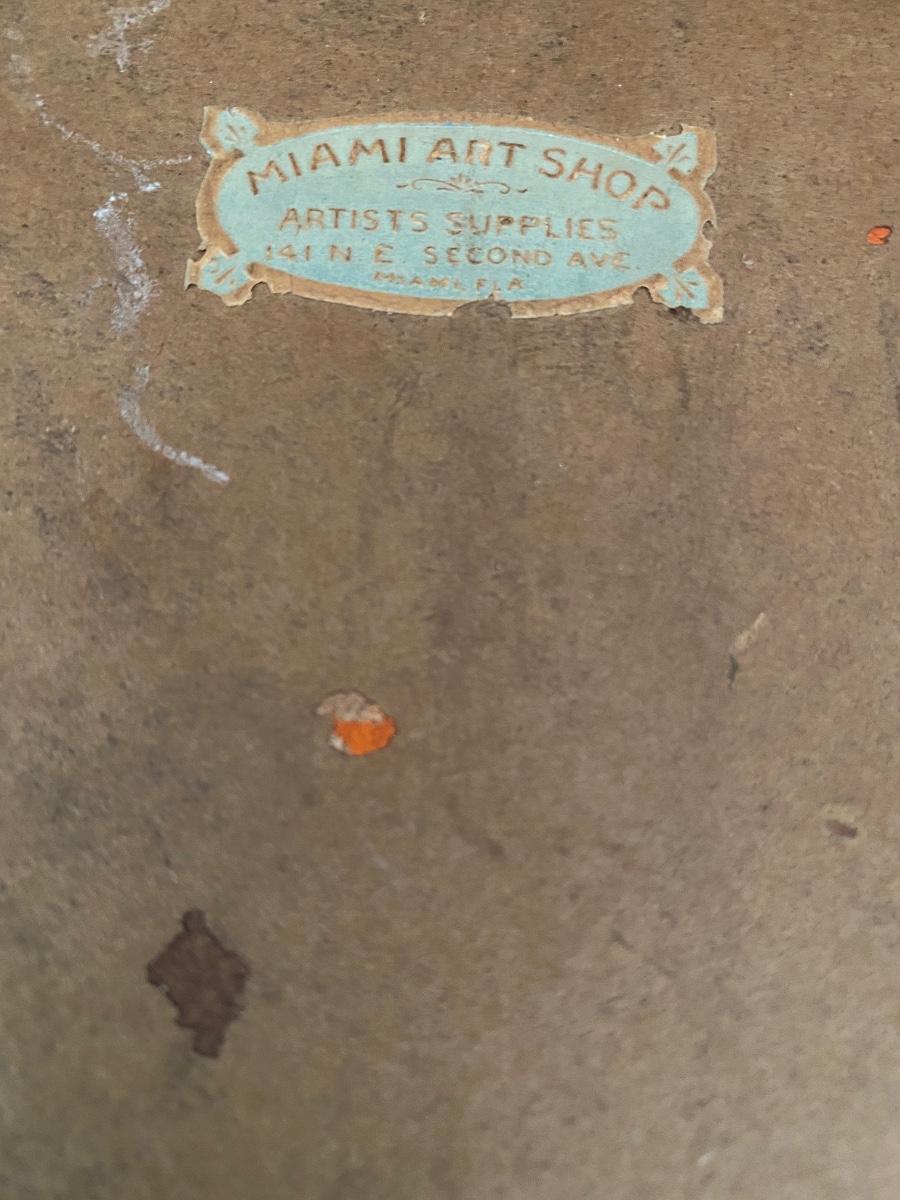 MIAMI ART SHOP
ARTISTS SUPPLIES
141 N. E. SECOND AVE.
MIAMI, FLA.